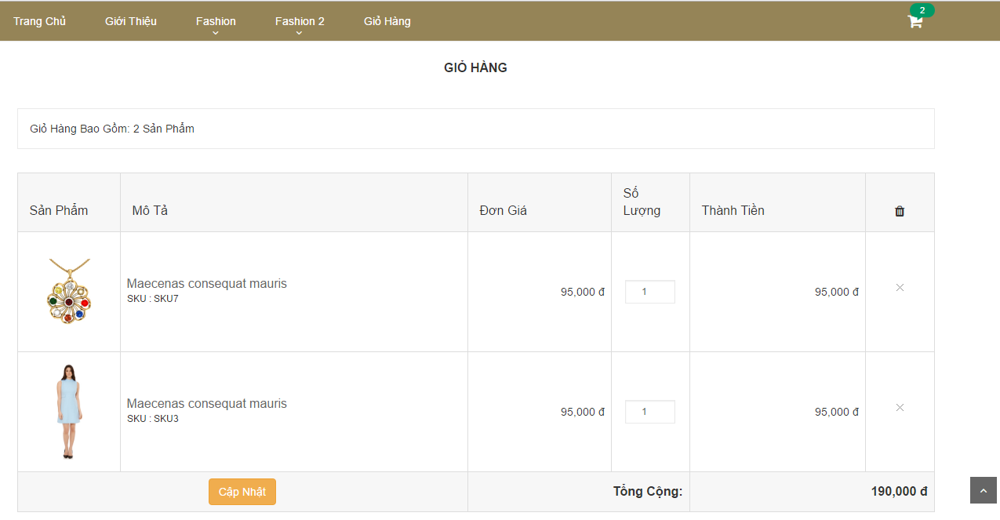 Trang Chủ
Giới Thiệu
Fashion
Fashion 2
Giỏ Hàng
2
GIỎ HÀNG
Giỏ Hàng Bao Gồm: 2 Sản Phẩm
Sản Phẩm
Mô Tả
Đơn Giá
Số
Lượng
Thành Tiền
Maecenas consequat mauris
SKU : SKU7
95,000 đ
1
95,000 đ
Maecenas consequat mauris
SKU : SKU3
95,000 đ
1
95,000 đ
Cập Nhật
Tổng Cộng:
190,000 đ